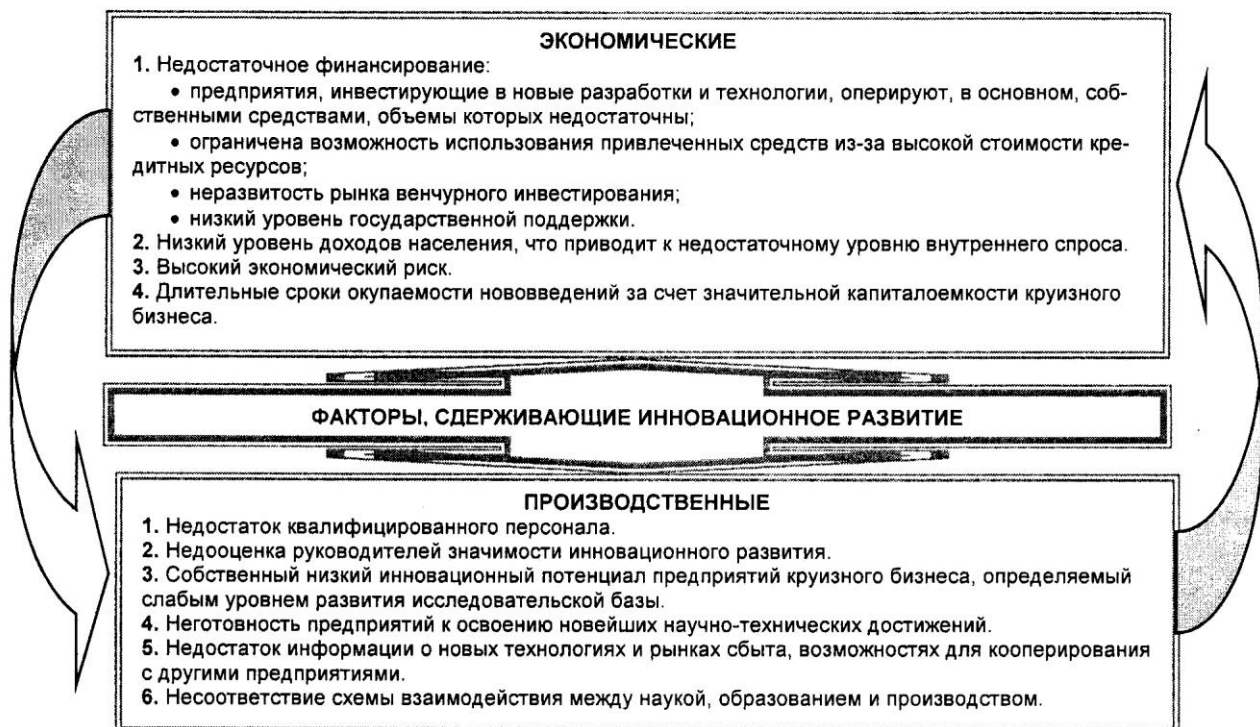 ЭКОНОМИЧЕСКИЕ
1. Недостаточное финансирование:
• предприятия, инвестирующие в новые разработки и технологии, оперируют, в основном, соб-
ственными средствами, объемы которых недостаточны;
• ограничена возможность использования привлеченных средств из-за высокой стоимости кре-
дитных ресурсов;
• неразвитость рынка венчурного инвестирования;
• низкий уровень государственной поддержки.
2. Низкий уровень доходов населения, что приводит к недостаточному уровню внутреннего спроса.
3. Высокий экономический риск.
4. Длительные сроки окупаемости нововведений за счет значительной капиталоемкости круизного
бизнеса.
ФАКТОРЫ, СДЕРЖИВАЮЩИЕ ИННОВАЦИОННОЕ РАЗВИТИЕ
ПРОИЗВОДСТВЕННЫЕ
1. Недостаток квалифицированного персонала.
2. Недооценка руководителей значимости инновационного развития.
3. Собственный низкий инновационный потенциал предприятий круизного бизнеса, определяемый
слабым уровнем развития исследовательской базы.
4. Неготовность предприятий к освоению новейших научно-технических достижений.
5. Недостаток информации о новых технологиях и рынках сбыта, возможностях для кооперирования
с другими предприятиями.
6. Несоответствие схемы взаимодействия между наукой, образованием и производством.